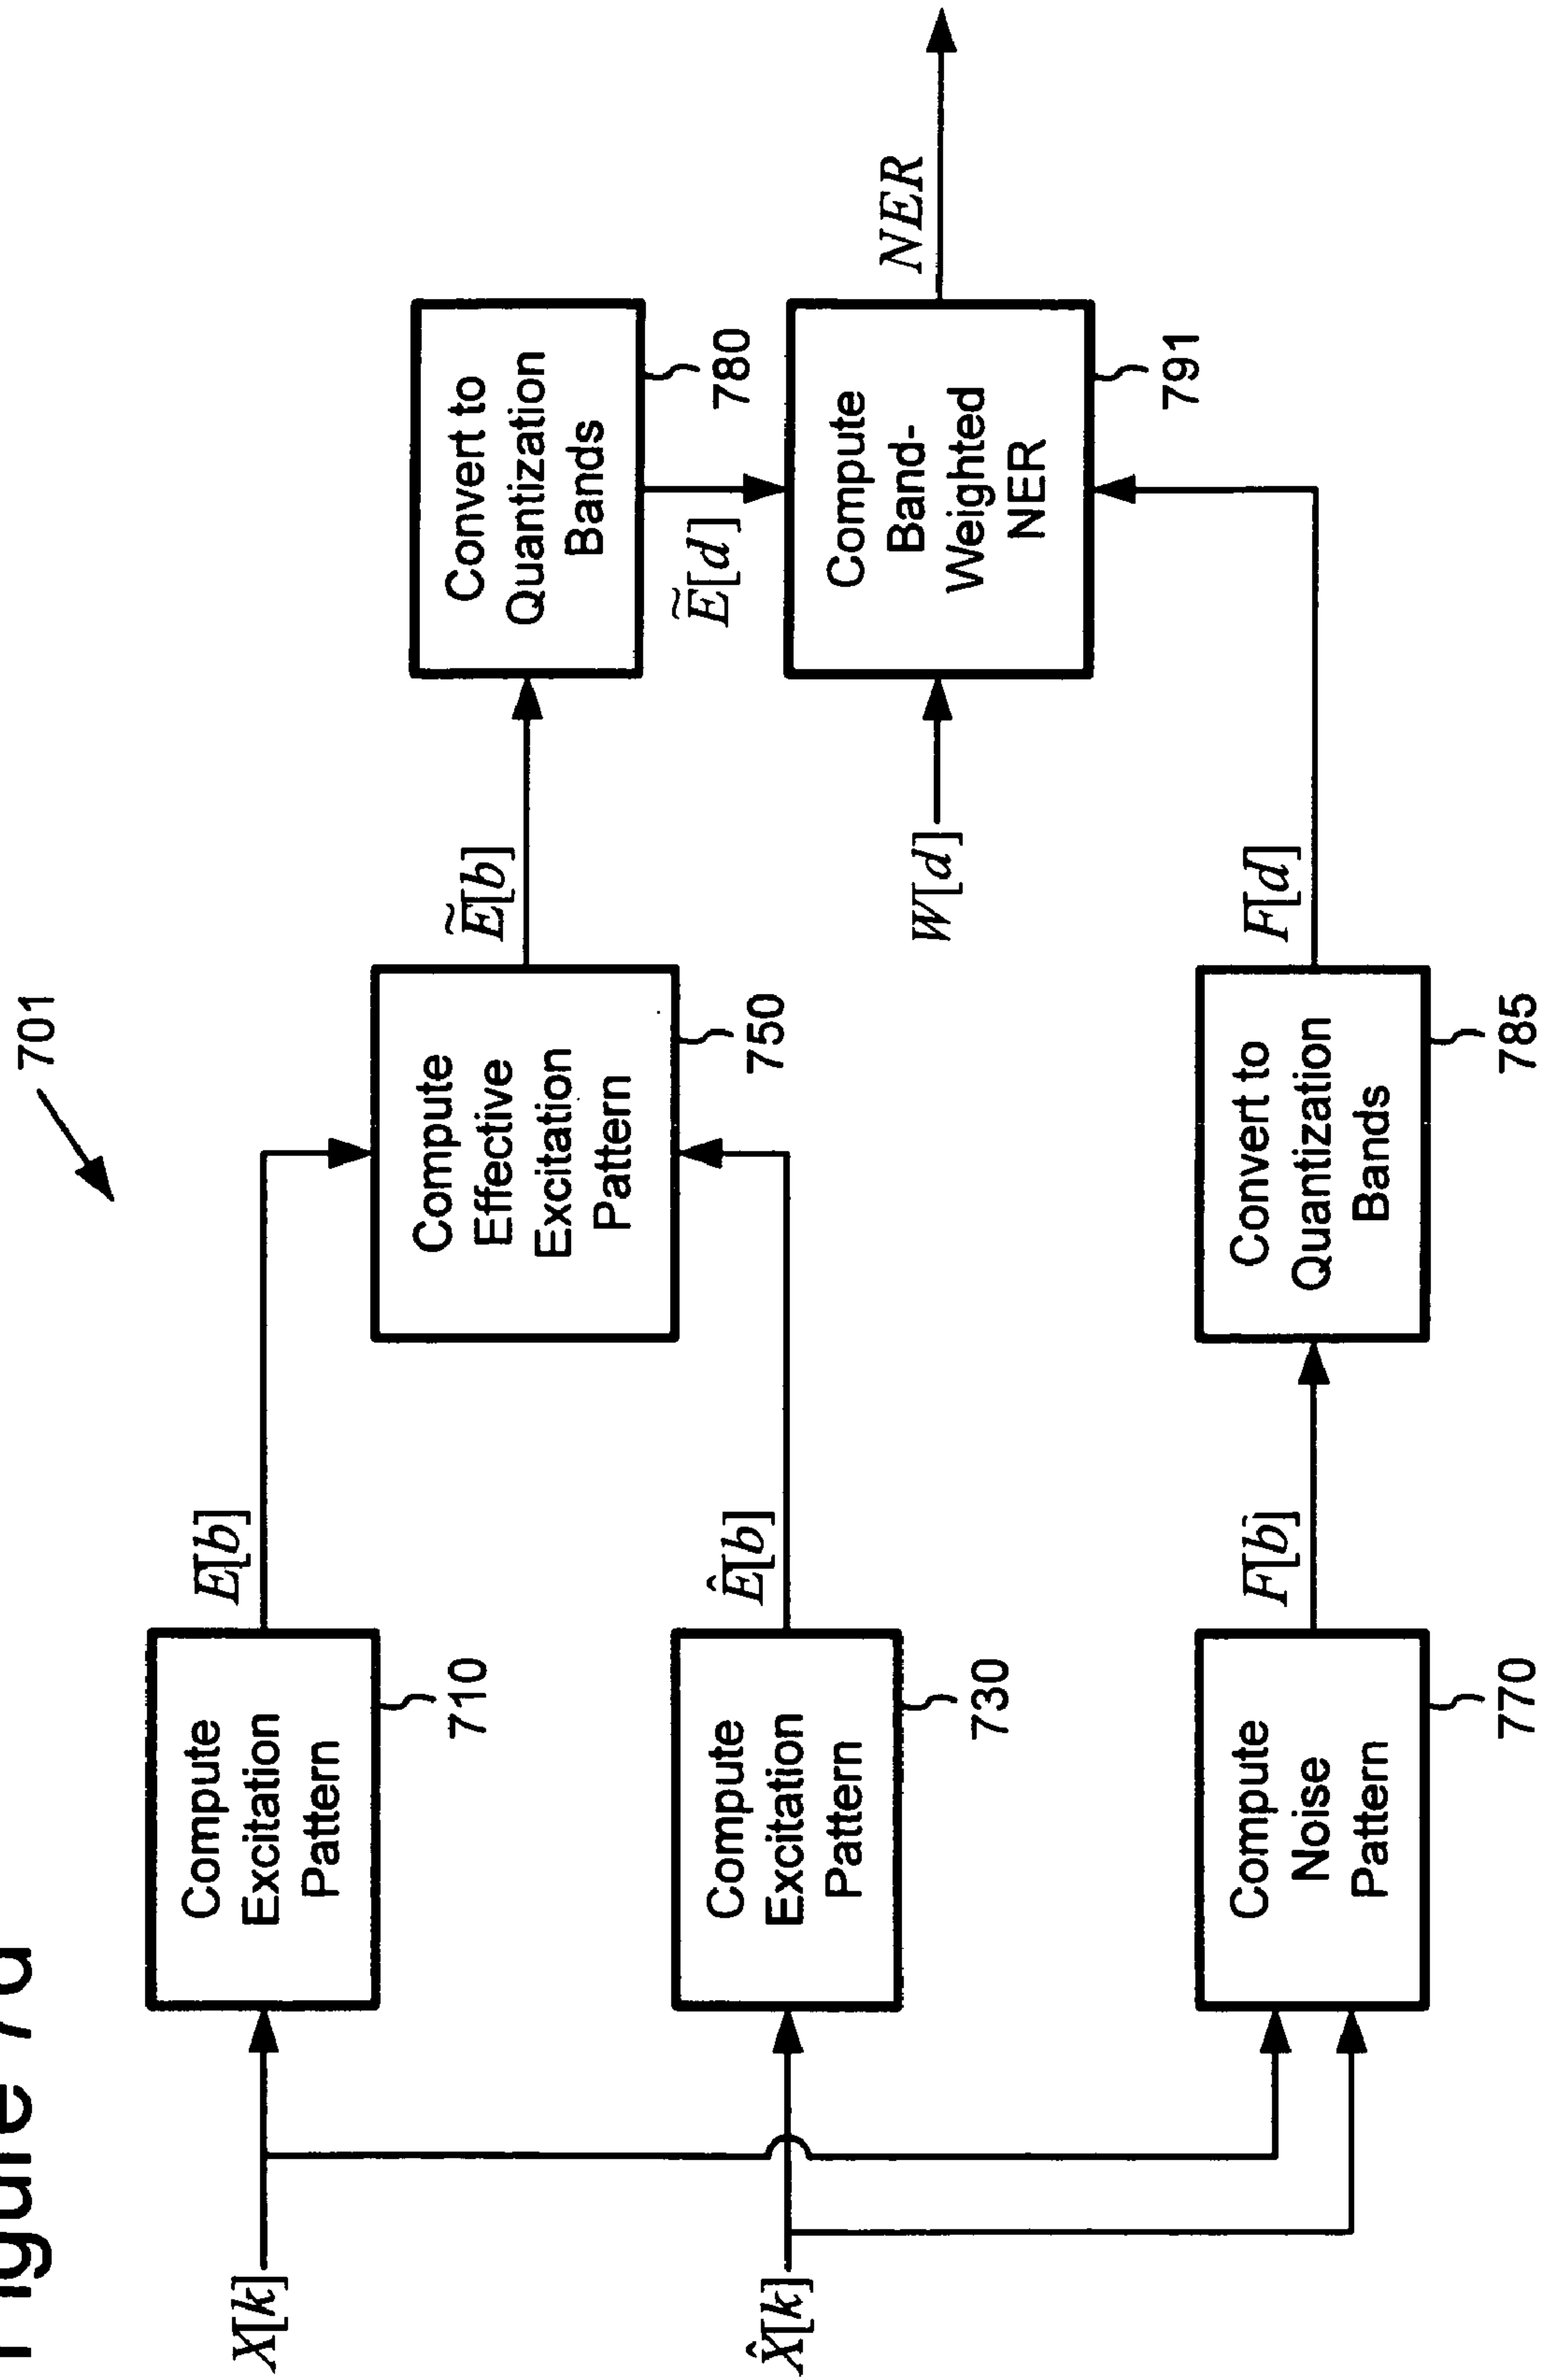 Figure 7d
701
X[k]
X̂[k]
Compute
Excitation
Pattern
710
E[b]
Compute
Excitation
Pattern
730
Ê[b]
Compute
Noise
Pattern
770
F[b]
Compute
Effective
Excitation
Pattern
750
Ẽ[b]
Convert to
Quantization
Bands
785
F[d]
Convert to
Quantization
Bands
780
Ẽ[d]
W[d]
Compute
Band-
Weighted
NER
791
NER